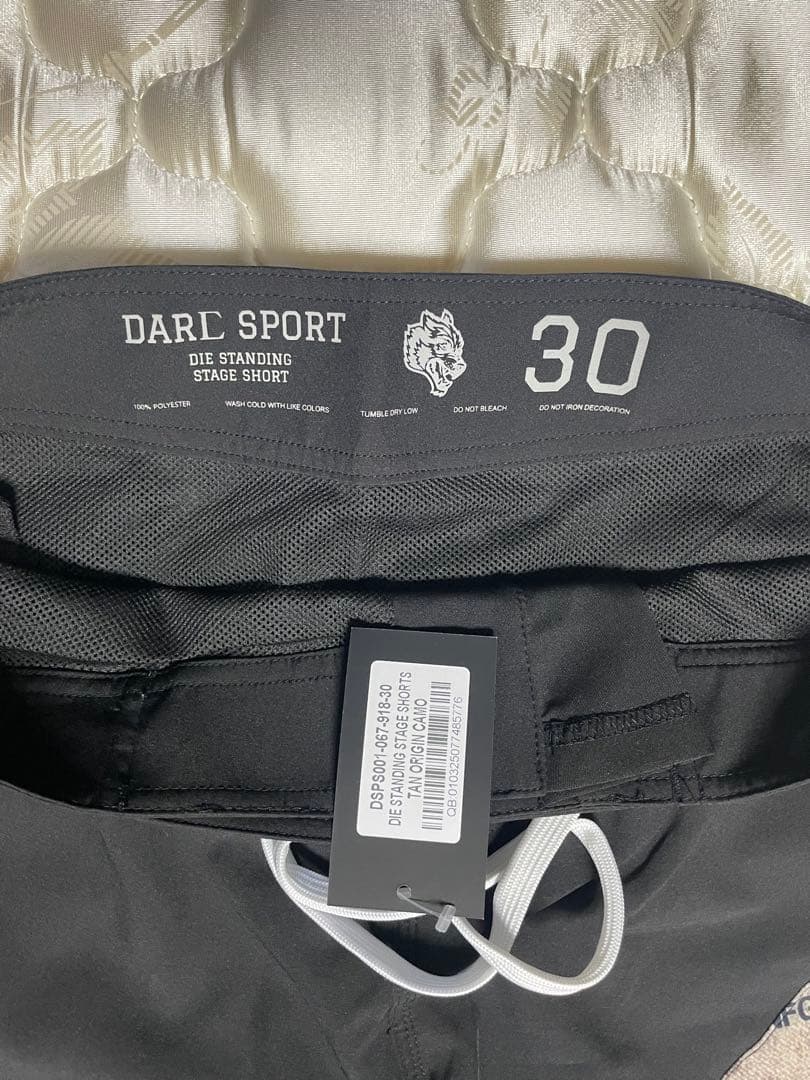 DARC SPORT
DIE STANDING
STAGE SHORT
30
100% POLYESTER
WASH COLD WITH LIKE COLORS
TUMBLE DRY LOW
DO NOT BLEACH
DO NOT IRON DECORATION
DSPS001-067-918-30
DIE STANDING STAGE SHORTS
TAN ORIGIN CAMO
QB:010325077485776